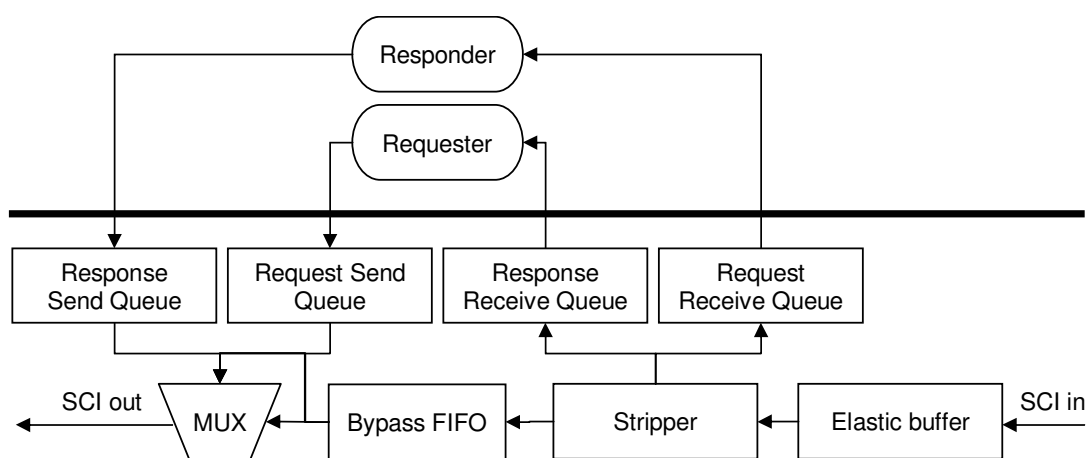 Responder
Requester
Response
Send Queue
Request Send
Queue
Response
Receive Queue
Request
Receive Queue
SCI out
MUX
Bypass FIFO
Stripper
Elastic buffer
SCI in